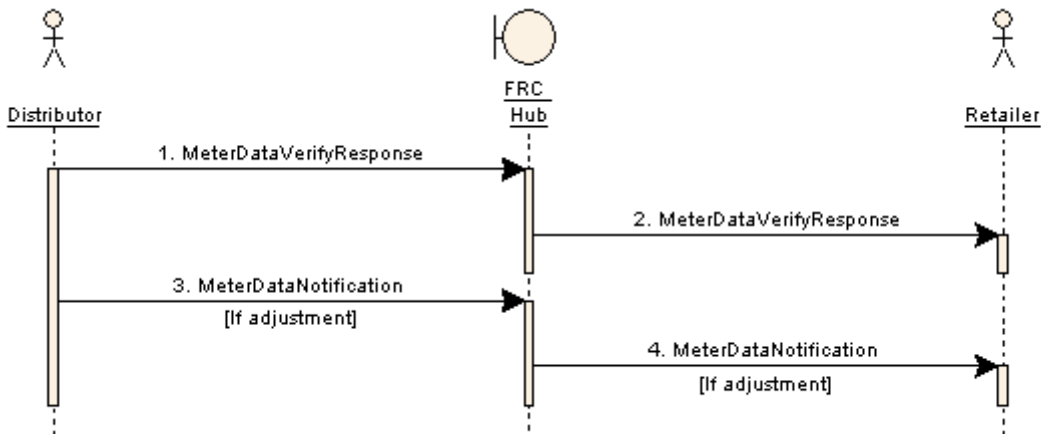 FRC
Hub
Distributor
Retailer
1. MeterDataVerifyResponse
2. MeterDataVerifyResponse
3. MeterDataNotification
[If adjustment]
4. MeterDataNotification
[If adjustment]